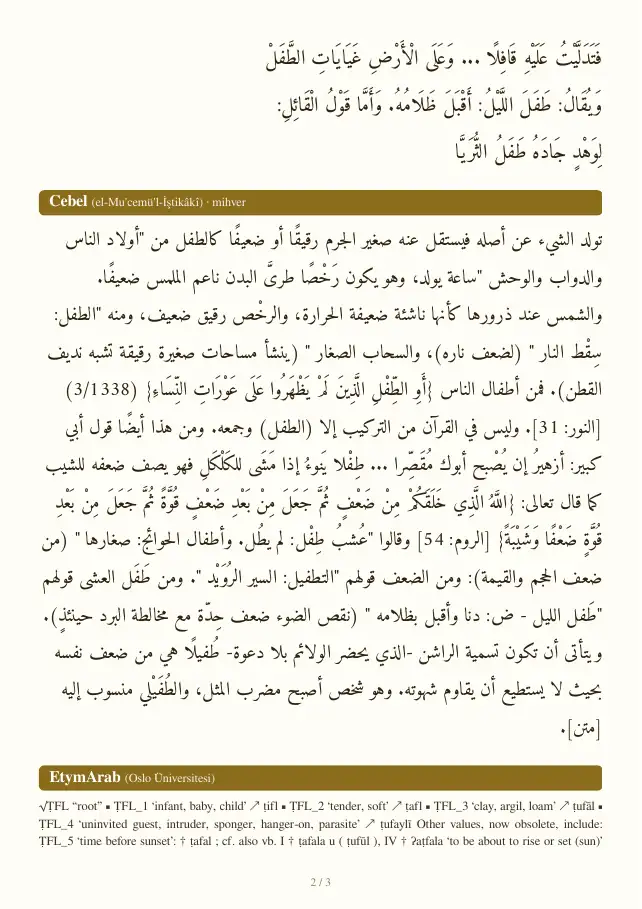 فَتَدَلَّيْتُ عَلَيْهِ قَافِلًا ... وَعَلَى الْأَرْضِ غَيَايَاتِ الطَّفَلْ
وَيُقَالُ: طَفَلَ اللَّيْلُ: أَقْبَلَ ظَلَامُهُ. وَأَمَّا قَوْلُ الْقَائِلِ:
لِوَهْدٍ جَادَهُ طَفَلُ الثُّرَيَّا
Cebel (el-Mu'cemü'l-İştikâkî) · mihver
تولد الشيء عن أصله فيستقل عنه صغير الجرم رقيقًا أو ضعيفًا كالطفل من "أولاد الناس
والدواب والوحش "ساعة يولد، وهو يكون رَخْصًا طرىَّ البدن ناعم الملمس ضعيفًا.
والشمس عند ذرورها كأنها ناشئة ضعيفة الحرارة، والرخْص رقيق ضعيف، ومنه "الطفل:
سِقْط النار " (لضعف ناره)، والسحاب الصغار " (ينشأ مساحات صغيرة رقيقة تشبه نديف
القطن). فمن أطفال الناس {أَوِ الطِّفْلِ الَّذِينَ لَمْ يَظْهَرُوا عَلَى عَوْرَاتِ النِّسَاءِ} (3/1338)
[النور: 31]. وليس في القرآن من التركيب إلا (الطفل) وجمعه. ومن هذا أيضًا قول أبي
كبير: أزهيرُ إن يُصْبح أبوك مُقَصِّرا ... طِفْلا يَنوءُ إذا مَشَى للكَلْكَلِ فهو يصف ضعفه للشيب
كما قال تعالى: {اللَّهُ الَّذِي خَلَقَكُمْ مِنْ ضَعْفٍ ثُمَّ جَعَلَ مِنْ بَعْدِ ضَعْفٍ قُوَّةً ثُمَّ جَعَلَ مِنْ بَعْدِ
قُوَّةٍ ضَعْفًا وَشَيْبَةً} [الروم: 54] وقالوا "عُشبُ طِفْل: لم يطُل. وأطفال الحوائج: صغارها " (من
ضعف الحجم والقيمة): ومن الضعف قولهم "التطفيل: السير الرُوَيْد ". ومن طَفَل العشى قولهم
"طَفل الليل - ض: دنا وأقبل بظلامه " (نقص الضوء ضعف حِدّة مع مخالطة البرد حينئذٍ).
ويتأتى أن تكون تسمية الراشن -الذي يحضر الولائم بلا دعوة- طُفيلًا هي من ضعف نفسه
بحيث لا يستطيع أن يقاوم شهوته. وهو شخص أصبح مضرب المثل، والطُفَيْلي منسوب إليه
[متن].
EtymArab (Oslo Üniversitesi)
√ṬFL “root” ▪ ṬFL_1 ‘infant, baby, child’ ↗ ṭifl ▪ ṬFL_2 ‘tender, soft’ ↗ ṭafl ▪ ṬFL_3 ‘clay, argil, loam’ ↗ ṭufāl ▪
ṬFL_4 ‘uninvited guest, intruder, sponger, hanger-on, parasite’ ↗ ṭufaylī Other values, now obsolete, include:
ṬFL_5 ‘time before sunset’: † ṭafal ; cf. also vb. I † ṭafala u ( ṭufūl ), IV † ʔaṭfala ‘to be about to rise or set (sun)’
2 / 3